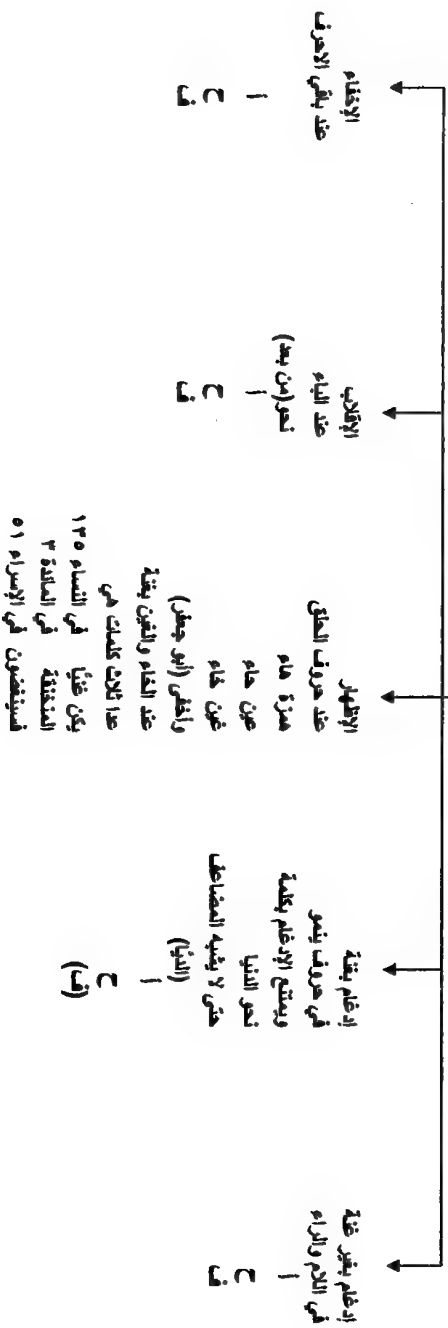 إدغام بغير غنة
في اللام والراء
أ ح ف
إدغام بغنة
في حروف ينمو
ويمتنع الإدغام بكلمة
نحو الدنيا
حتى لا يشبه المضاعف
(الديّا)
أ ح (ف)
الإظهار
عند حروف الحلق
همزة هاء
عين حاء
غين خاء
وأخفى (أبو جعفر)
عند الخاء والغين بغنة
عدا ثلاث كلمات هي
يكن غنيًا في النساء ١٣٥
المنخنقة في المائدة ٣
فسينغضون في الإسراء ٥١
الإقلاب
عند الباء
نحو (من بعد)
أ ح ف
الإخفاء
عند باقي الأحرف
أ ح ف